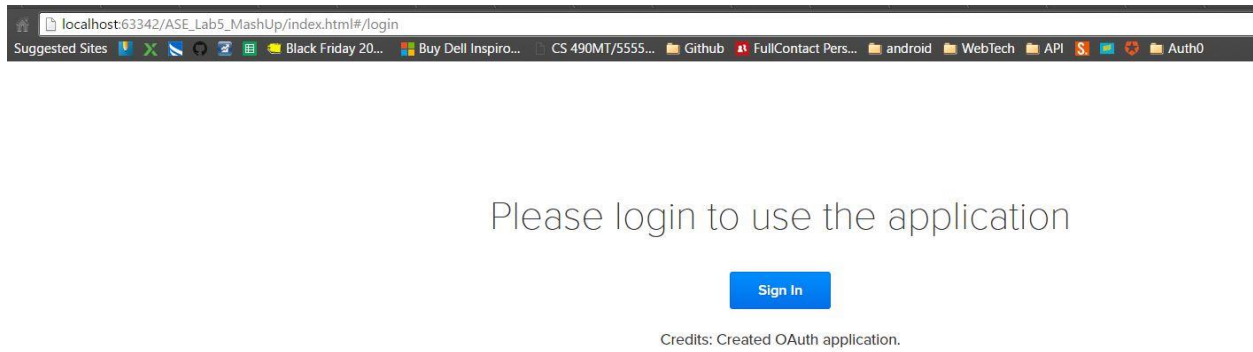 localhost:63342/ASE_Lab5_MashUp/index.html#/login
Suggested Sites Black Friday 20... Buy Dell Inspiro... CS 490MT/5555... Github FullContact Pers... android WebTech API S. Auth0
Please login to use the application
Sign In
Credits: Created OAuth application.